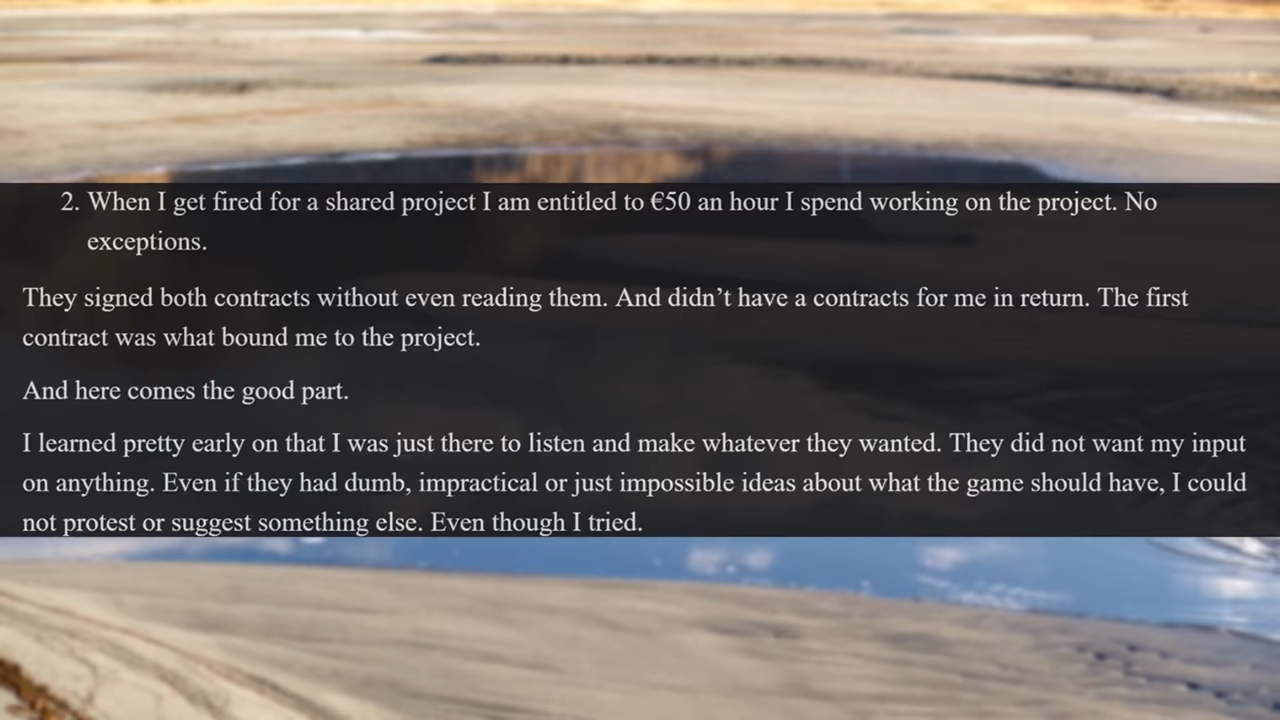 2. When I get fired for a shared project I am entitled to €50 an hour I spend working on the project. No
exceptions.
They signed both contracts without even reading them. And didn’t have a contracts for me in return. The first
contract was what bound me to the project.
And here comes the good part.
I learned pretty early on that I was just there to listen and make whatever they wanted. They did not want my input
on anything. Even if they had dumb, impractical or just impossible ideas about what the game should have, I could
not protest or suggest something else. Even though I tried.